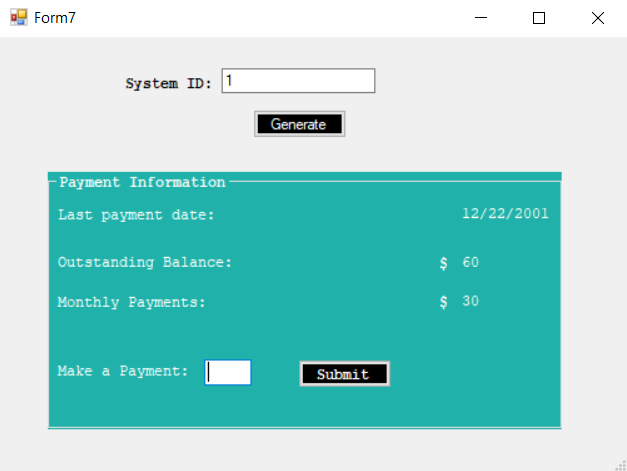 Form7
System ID: 1
Generate
Payment Information
Last payment date: 12/22/2001
Outstanding Balance: $ 60
Monthly Payments: $ 30
Make a Payment: Submit